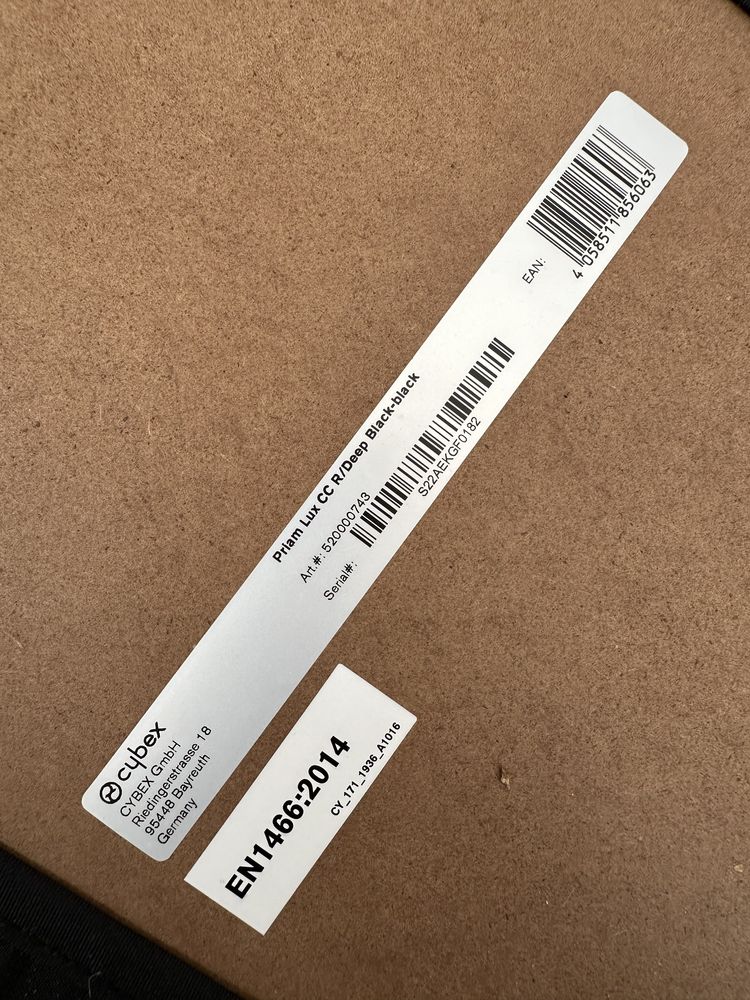 cybex
CYBEX GmbH
Riedingerstrasse 18
95448 Bayreuth
Germany
Priam Lux CC R/Deep Black-black
Art.#: 520000743
Serial#:
S22AEKGF0182
EAN:
4 058511 856063
EN1466:2014
CY_171_1936_A1016